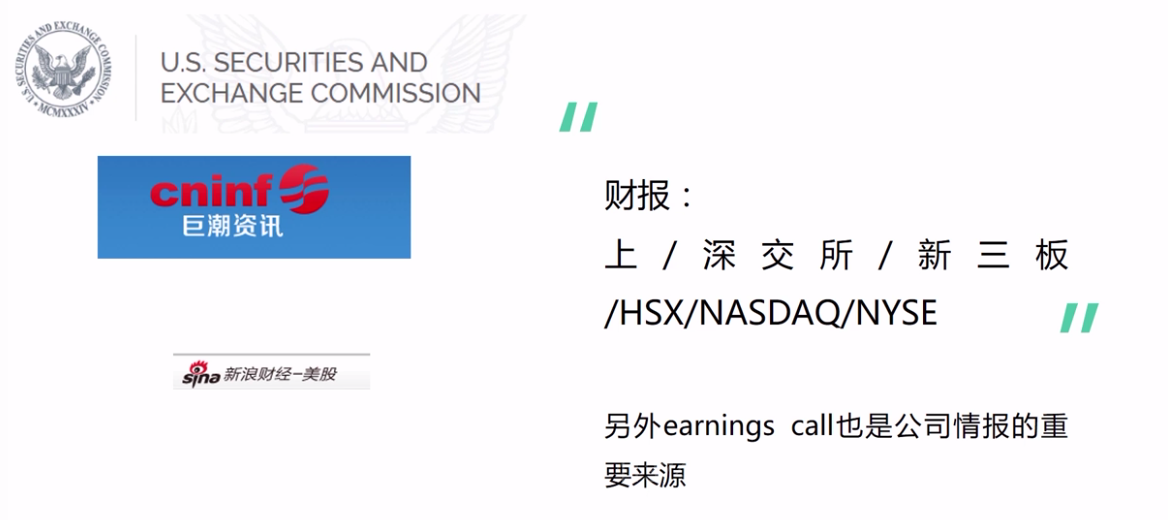 U.S. SECURITIES AND EXCHANGE COMMISSION
MCMXXXIV
U.S. SECURITIES AND
EXCHANGE COMMISSION
cninf
巨潮资讯
sina 新浪财经-美股
财报：
上/深交所/新三板
/HSX/NASDAQ/NYSE
另外earnings call也是公司情报的重
要来源